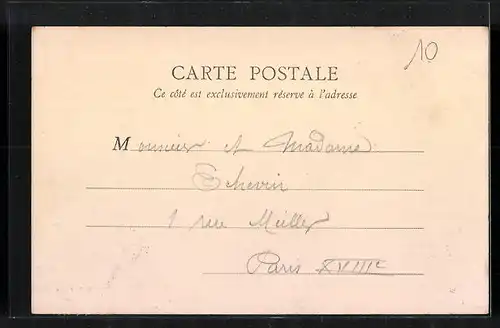 10
CARTE POSTALE
Ce côté est exclusivement réservé à l'adresse
Monsieur et Madame
Echevin
1 rue Muller
Paris XVIIIe